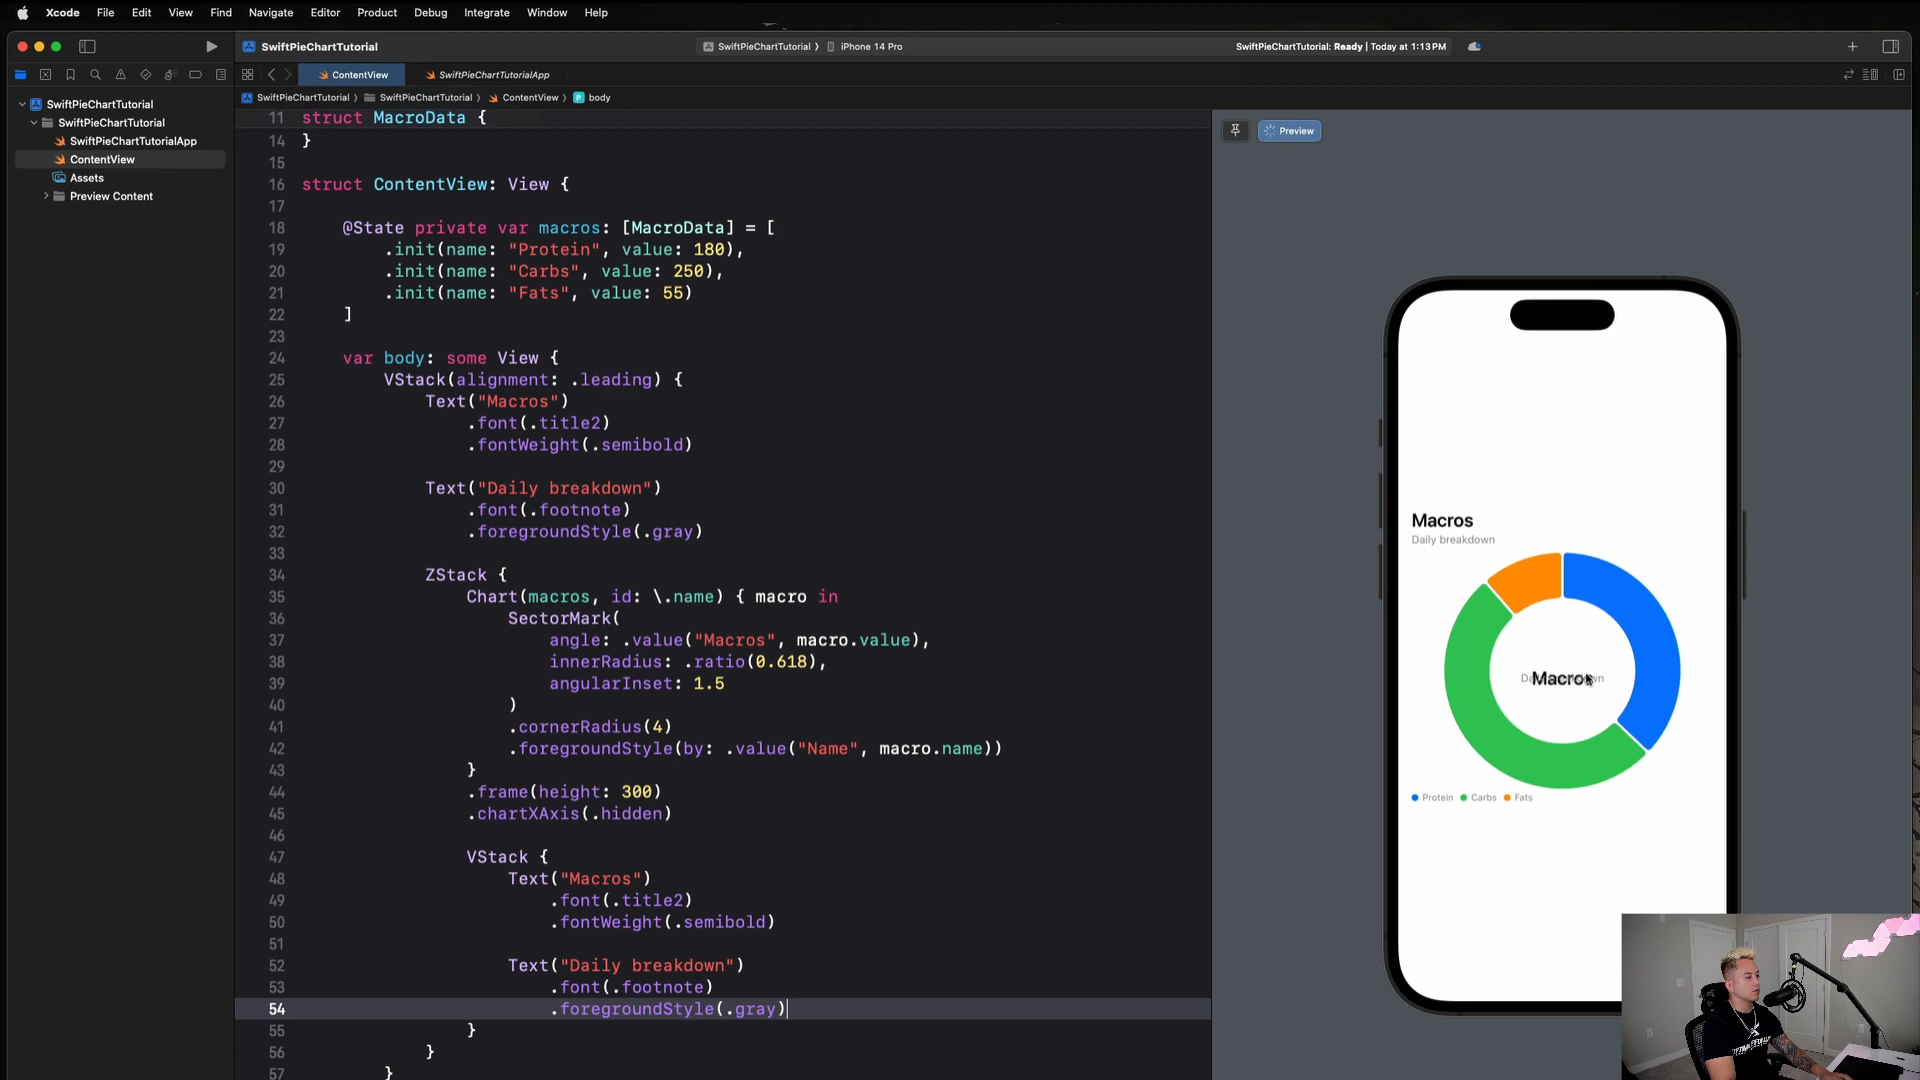 Xcode File Edit View Find Navigate Editor Product Debug Integrate Window Help
SwiftPieChartTutorial
SwiftPieChartTutorial ⟩ iPhone 14 Pro
SwiftPieChartTutorial: Ready | Today at 1:13 PM
ContentView
SwiftPieChartTutorialApp
SwiftPieChartTutorial ⟩ SwiftPieChartTutorial ⟩ ContentView ⟩ body
SwiftPieChartTutorial
SwiftPieChartTutorial
SwiftPieChartTutorialApp
ContentView
Assets
Preview Content
11 struct MacroData {
14 }
15
16 struct ContentView: View {
17
18 @State private var macros: [MacroData] = [
19 .init(name: "Protein", value: 180),
20 .init(name: "Carbs", value: 250),
21 .init(name: "Fats", value: 55)
22 ]
23
24 var body: some View {
25 VStack(alignment: .leading) {
26 Text("Macros")
27 .font(.title2)
28 .fontWeight(.semibold)
29
30 Text("Daily breakdown")
31 .font(.footnote)
32 .foregroundStyle(.gray)
33
34 ZStack {
35 Chart(macros, id: \.name) { macro in
36 SectorMark(
37 angle: .value("Macros", macro.value),
38 innerRadius: .ratio(0.618),
39 angularInset: 1.5
40 )
41 .cornerRadius(4)
42 .foregroundStyle(by: .value("Name", macro.name))
43 }
44 .frame(height: 300)
45 .chartXAxis(.hidden)
46
47 VStack {
48 Text("Macros")
49 .font(.title2)
50 .fontWeight(.semibold)
51
52 Text("Daily breakdown")
53 .font(.footnote)
54 .foregroundStyle(.gray)
55 }
56 }
57 }
Preview
Macros
Daily breakdown
Macros
Protein Carbs Fats